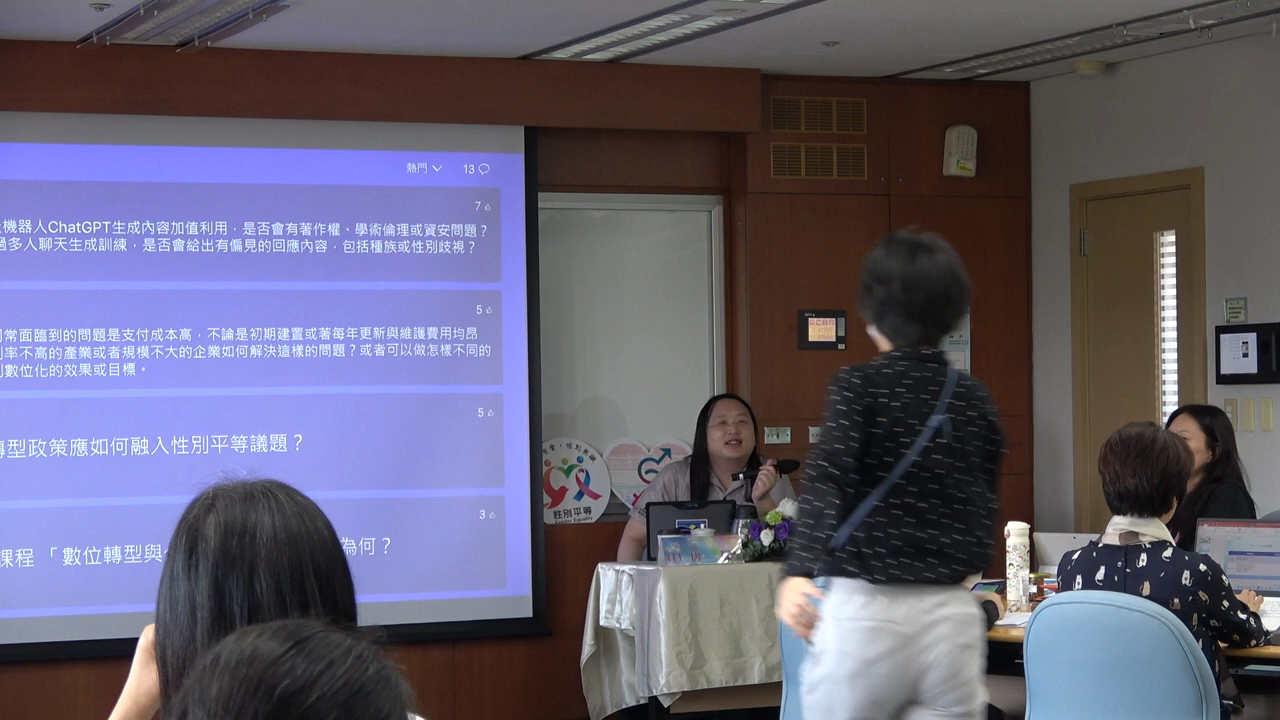 熱門
13
7
機器人ChatGPT生成內容加值利用，是否會有著作權、學術倫理或資安問題？
過多人聊天生成訓練，是否會給出有偏見的回應內容，包括種族或性別歧視？
5
常面臨到的問題是交付成本高，不論是初期建置或著每年更新與維護費用均昂
率不高的產業或者規模不大的企業如何解決這樣的問題？或者可以做怎樣不同的
數位化的效果或目標。
5
轉型政策應如何融入性別平等議題？
3
課程「數位轉型與
為何？
性別平等
Gender Equality